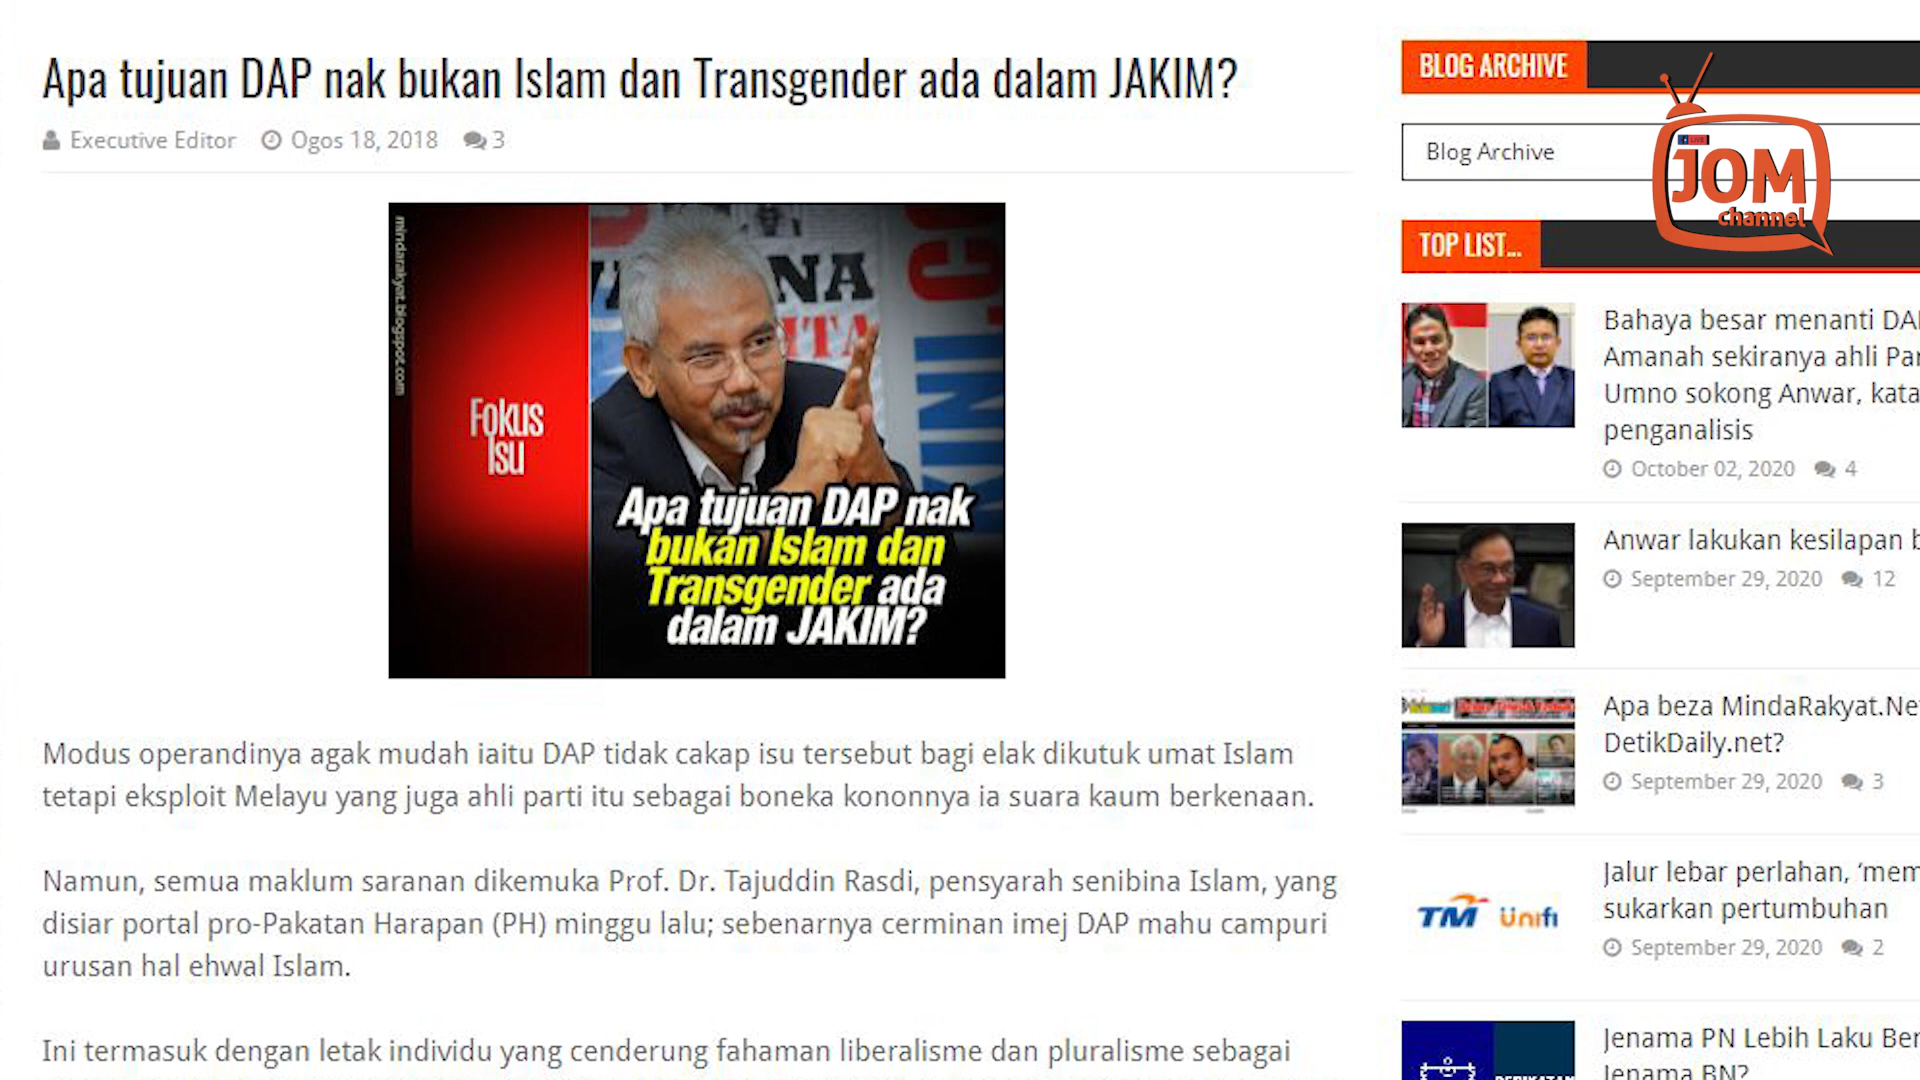 Apa tujuan DAP nak bukan Islam dan Transgender ada dalam JAKIM?
Executive Editor Ogos 18, 2018 3
mindarakyat.blogspot.com
Fokus
Isu
Apa tujuan DAP nak
bukan Islam dan
Transgender ada
dalam JAKIM?
Modus operandinya agak mudah iaitu DAP tidak cakap isu tersebut bagi elak dikutuk umat Islam
tetapi eksploit Melayu yang juga ahli parti itu sebagai boneka kononnya ia suara kaum berkenaan.
Namun, semua maklum saranan dikemuka Prof. Dr. Tajuddin Rasdi, pensyarah senibina Islam, yang
disiar portal pro-Pakatan Harapan (PH) minggu lalu; sebenarnya cerminan imej DAP mahu campuri
urusan hal ehwal Islam.
Ini termasuk dengan letak individu yang cenderung fahaman liberalisme dan pluralisme sebagai
BLOG ARCHIVE
Blog Archive
JOM
channel
TOP LIST...
Bahaya besar menanti DA
Amanah sekiranya ahli Par
Umno sokong Anwar, kata
penganalisis
October 02, 2020 4
Anwar lakukan kesilapan b
September 29, 2020 12
Apa beza MindaRakyat.Ne
DetikDaily.net?
September 29, 2020 3
TM unifi
Jalur lebar perlahan, ‘mem
sukarkan pertumbuhan
September 29, 2020 2
Jenama PN Lebih Laku Ber
Jenama BN?